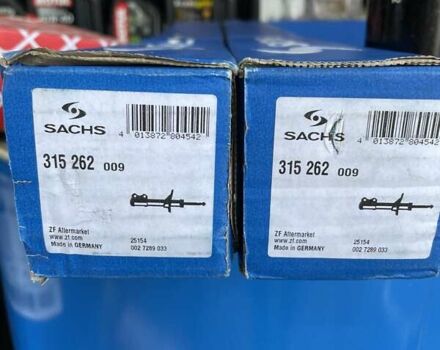 SACHS
4 013872 804542
315 262 009
ZF Aftermarket
www.zf.com
Made in GERMANY
25154
002 7289 033
SACHS
4 013872 804542
315 262 009
ZF Aftermarket
www.zf.com
Made in GERMANY
25154
002 7289 033